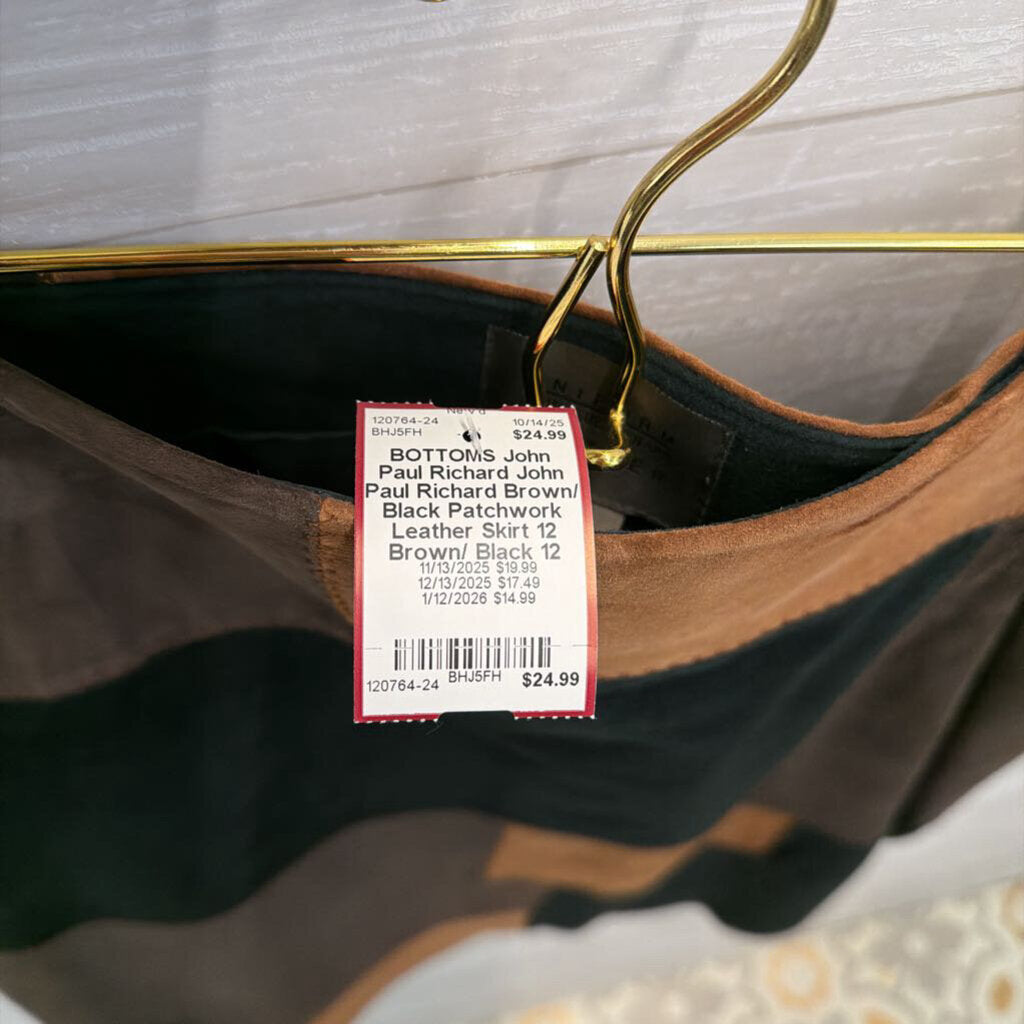 120764-24 10/14/25
BHJ5FH $24.99
BOTTOMS John
Paul Richard John
Paul Richard Brown/
Black Patchwork
Leather Skirt 12
Brown/ Black 12
11/13/2025 $19.99
12/13/2025 $17.49
1/12/2026 $14.99
120764-24 BHJ5FH $24.99